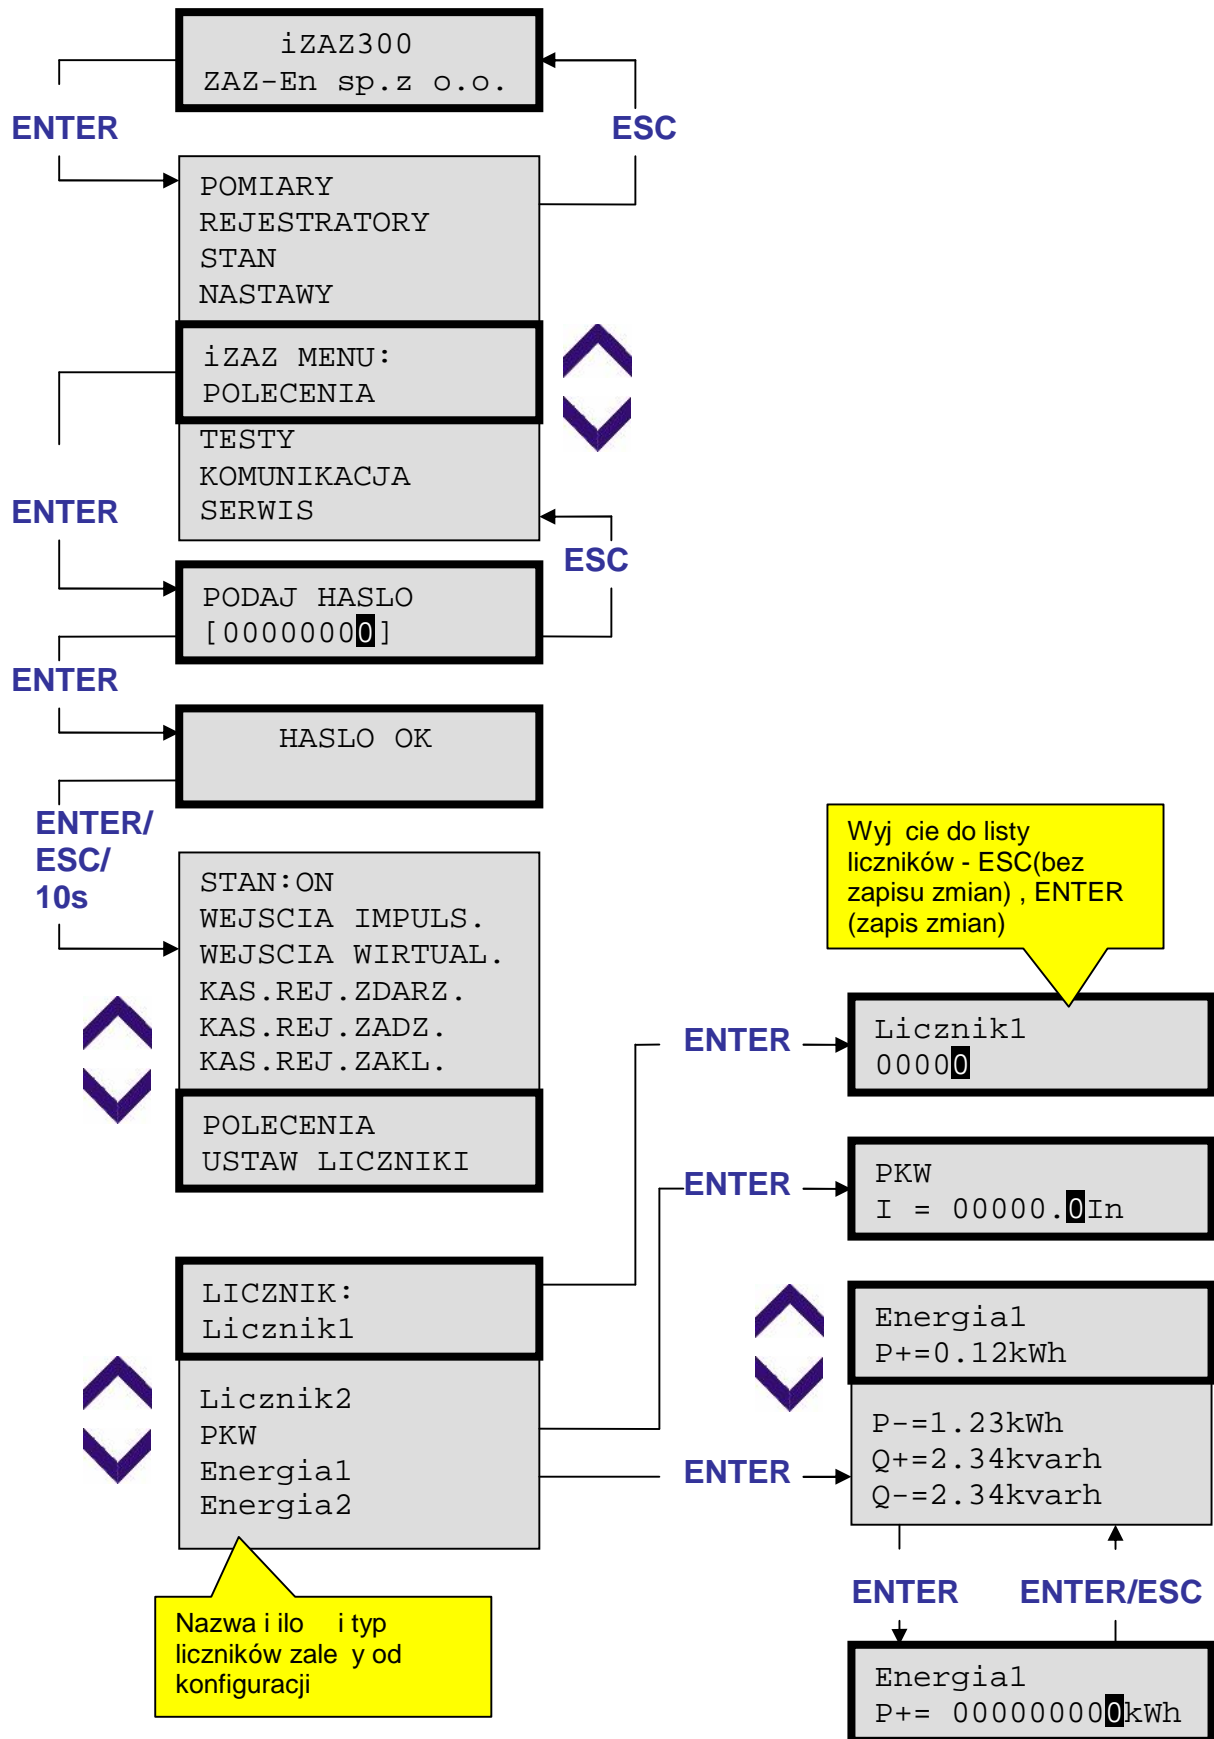 iZAZ300
ZAZ-En sp.z o.o.
ENTER
ESC
POMIARY
REJESTRATORY
STAN
NASTAWY
iZAZ MENU:
POLECENIA
TESTY
KOMUNIKACJA
SERWIS
ENTER
ESC
PODAJ HASLO
[00000000]
ENTER
HASLO OK
ENTER/
ESC/
10s
STAN:ON
WEJSCIA IMPULS.
WEJSCIA WIRTUAL.
KAS.REJ.ZDARZ.
KAS.REJ.ZADZ.
KAS.REJ.ZAKL.
POLECENIA
USTAW LICZNIKI
Wyj cie do listy
liczników - ESC(bez
zapisu zmian) , ENTER
(zapis zmian)
ENTER
Licznik1
00000
ENTER
PKW
I = 00000.0In
LICZNIK:
Licznik1
Licznik2
PKW
Energia1
Energia2
ENTER
Energia1
P+=0.12kWh
P-=1.23kWh
Q+=2.34kvarh
Q-=2.34kvarh
ENTER
ENTER/ESC
Nazwa i ilo i typ
liczników zale y od
konfiguracji
Energia1
P+= 000000000kWh